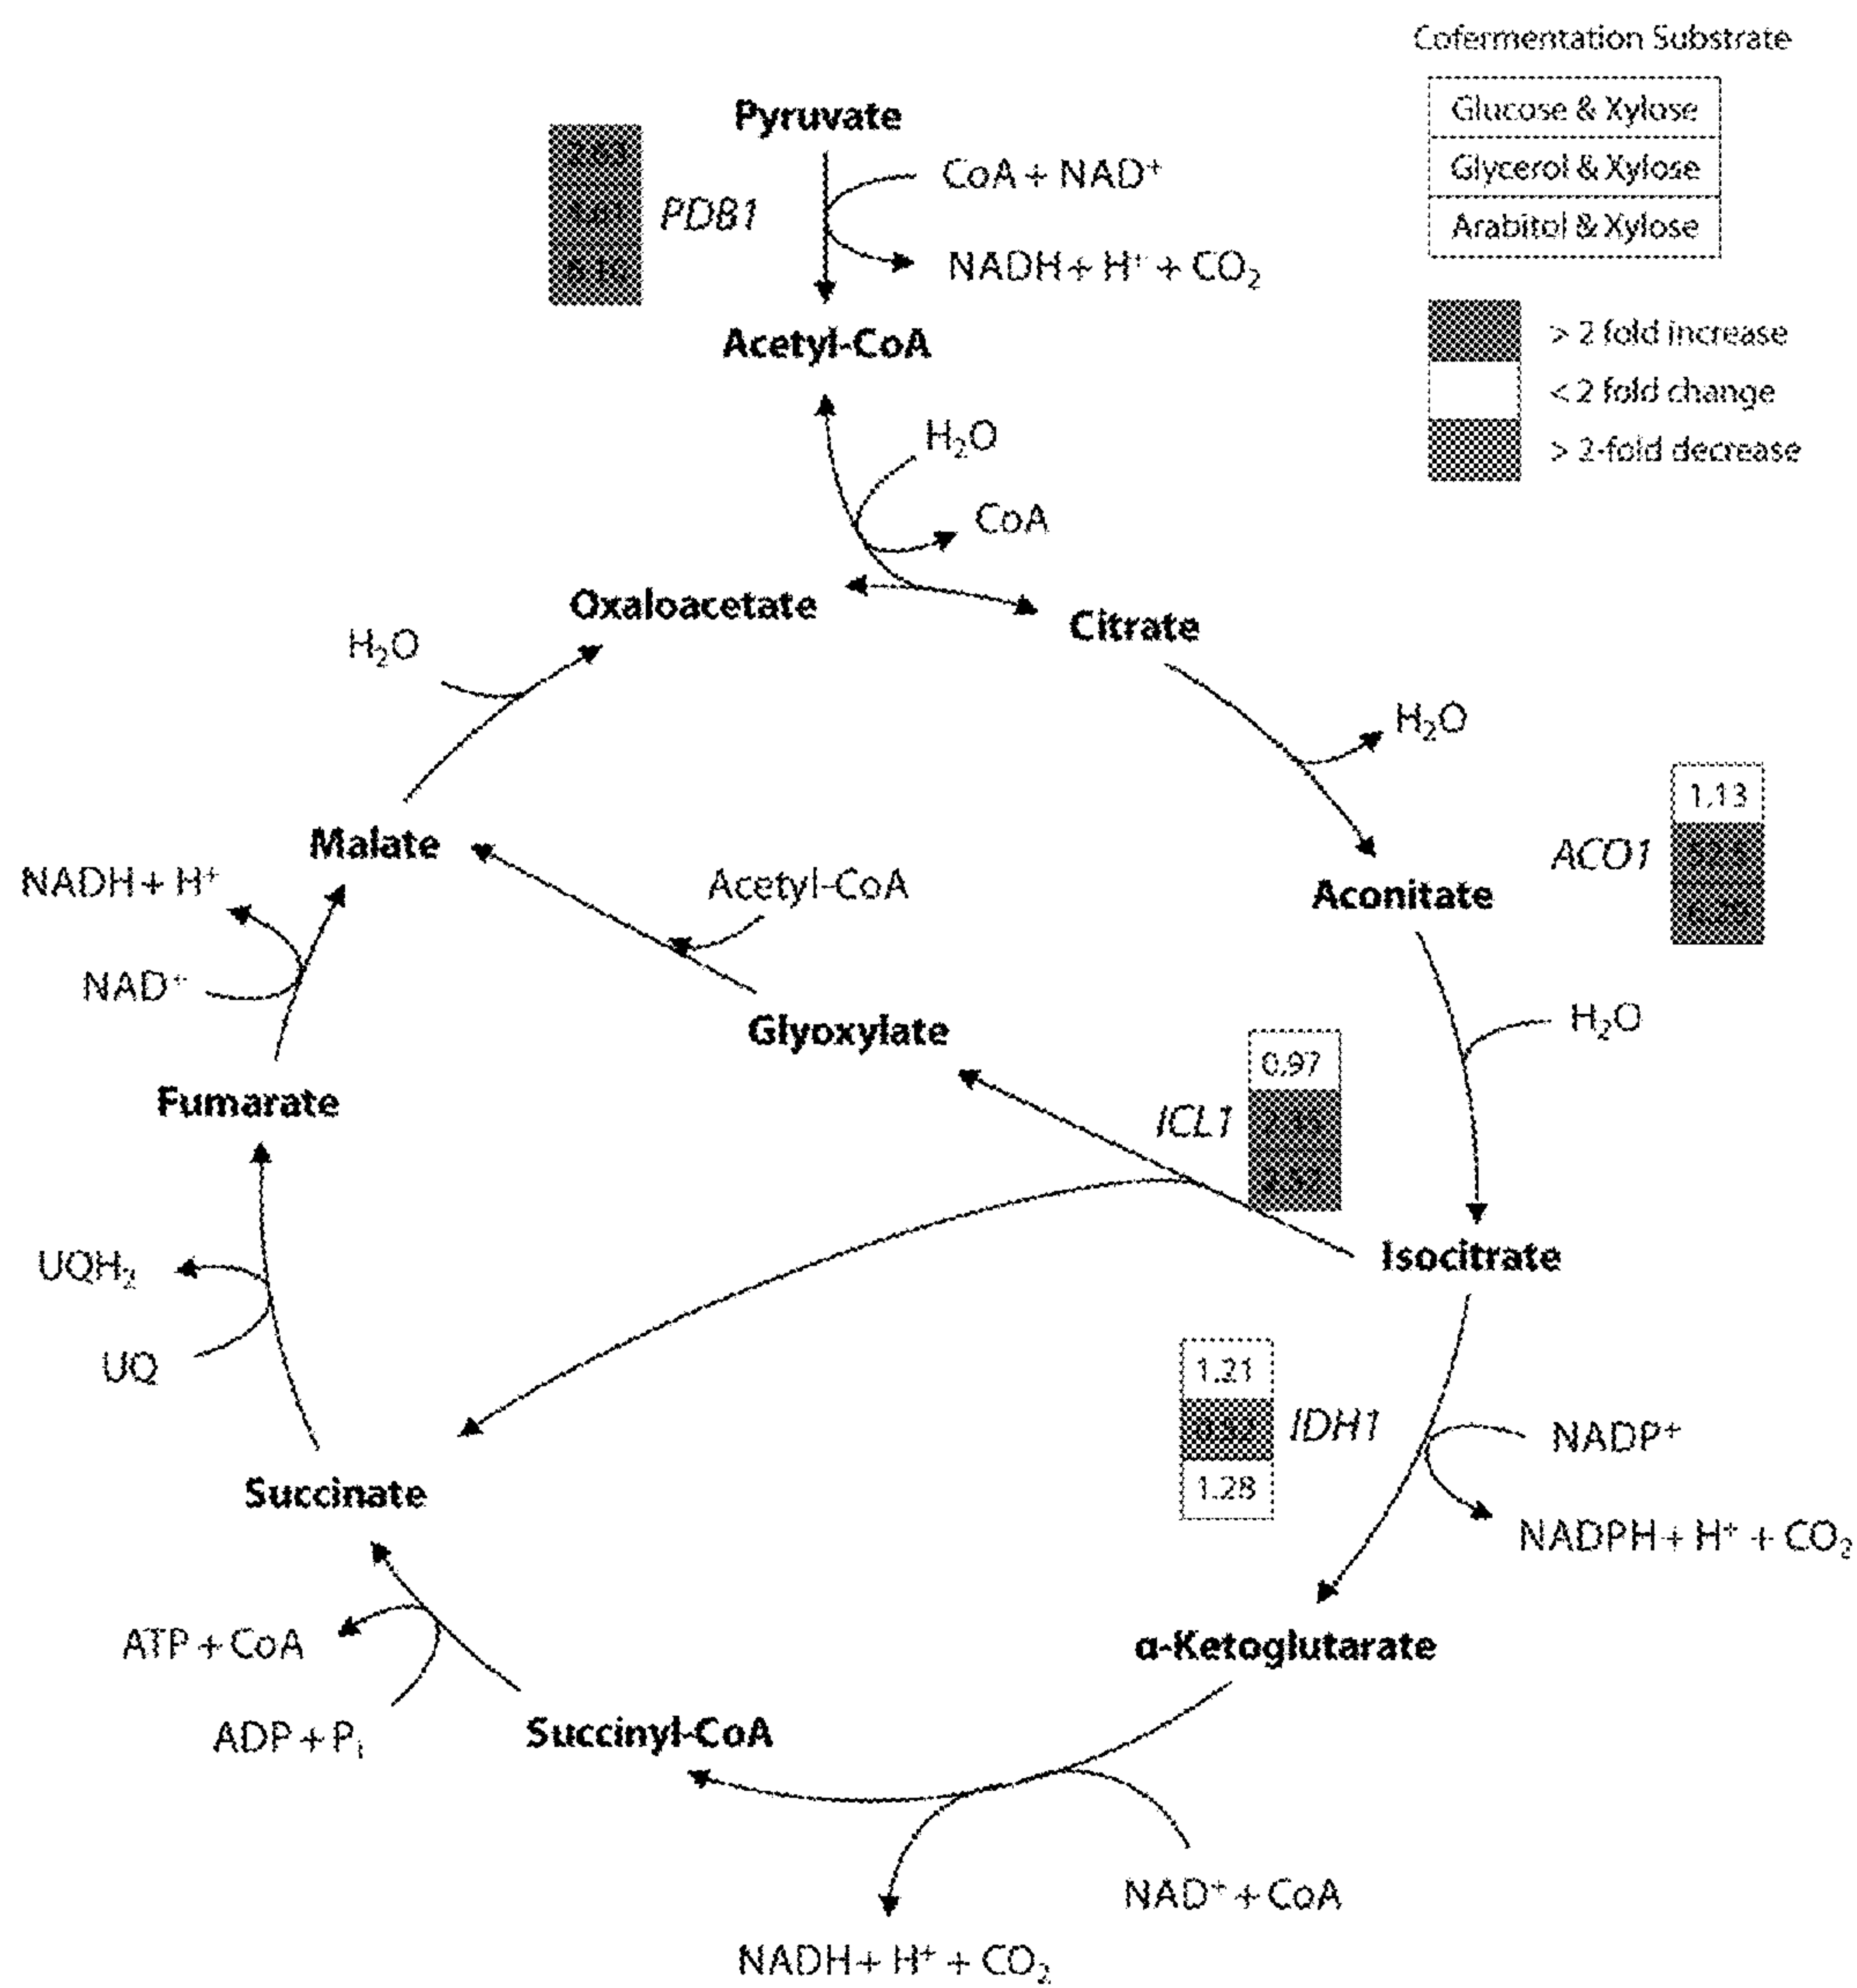 Cofermentation Substrate
Glucose & Xylose
Glycerol & Xylose
Arabitol & Xylose
> 2 fold increase
< 2 fold change
> 2-fold decrease
Pyruvate
PDB1
CoA + NAD⁺
NADH + H⁺ + CO₂
Acetyl-CoA
H₂O
CoA
Oxaloacetate
Citrate
H₂O
H₂O
1.13
ACO1
Malate
Aconitate
NADH + H⁺
Acetyl-CoA
NAD⁺
H₂O
Glyoxylate
0.97
ICL1
Fumarate
Isocitrate
UQH₂
UQ
1.21
IDH1
1.28
NADP⁺
NADPH + H⁺ + CO₂
Succinate
α-Ketoglutarate
ATP + CoA
ADP + Pᵢ
Succinyl-CoA
NAD⁺ + CoA
NADH + H⁺ + CO₂